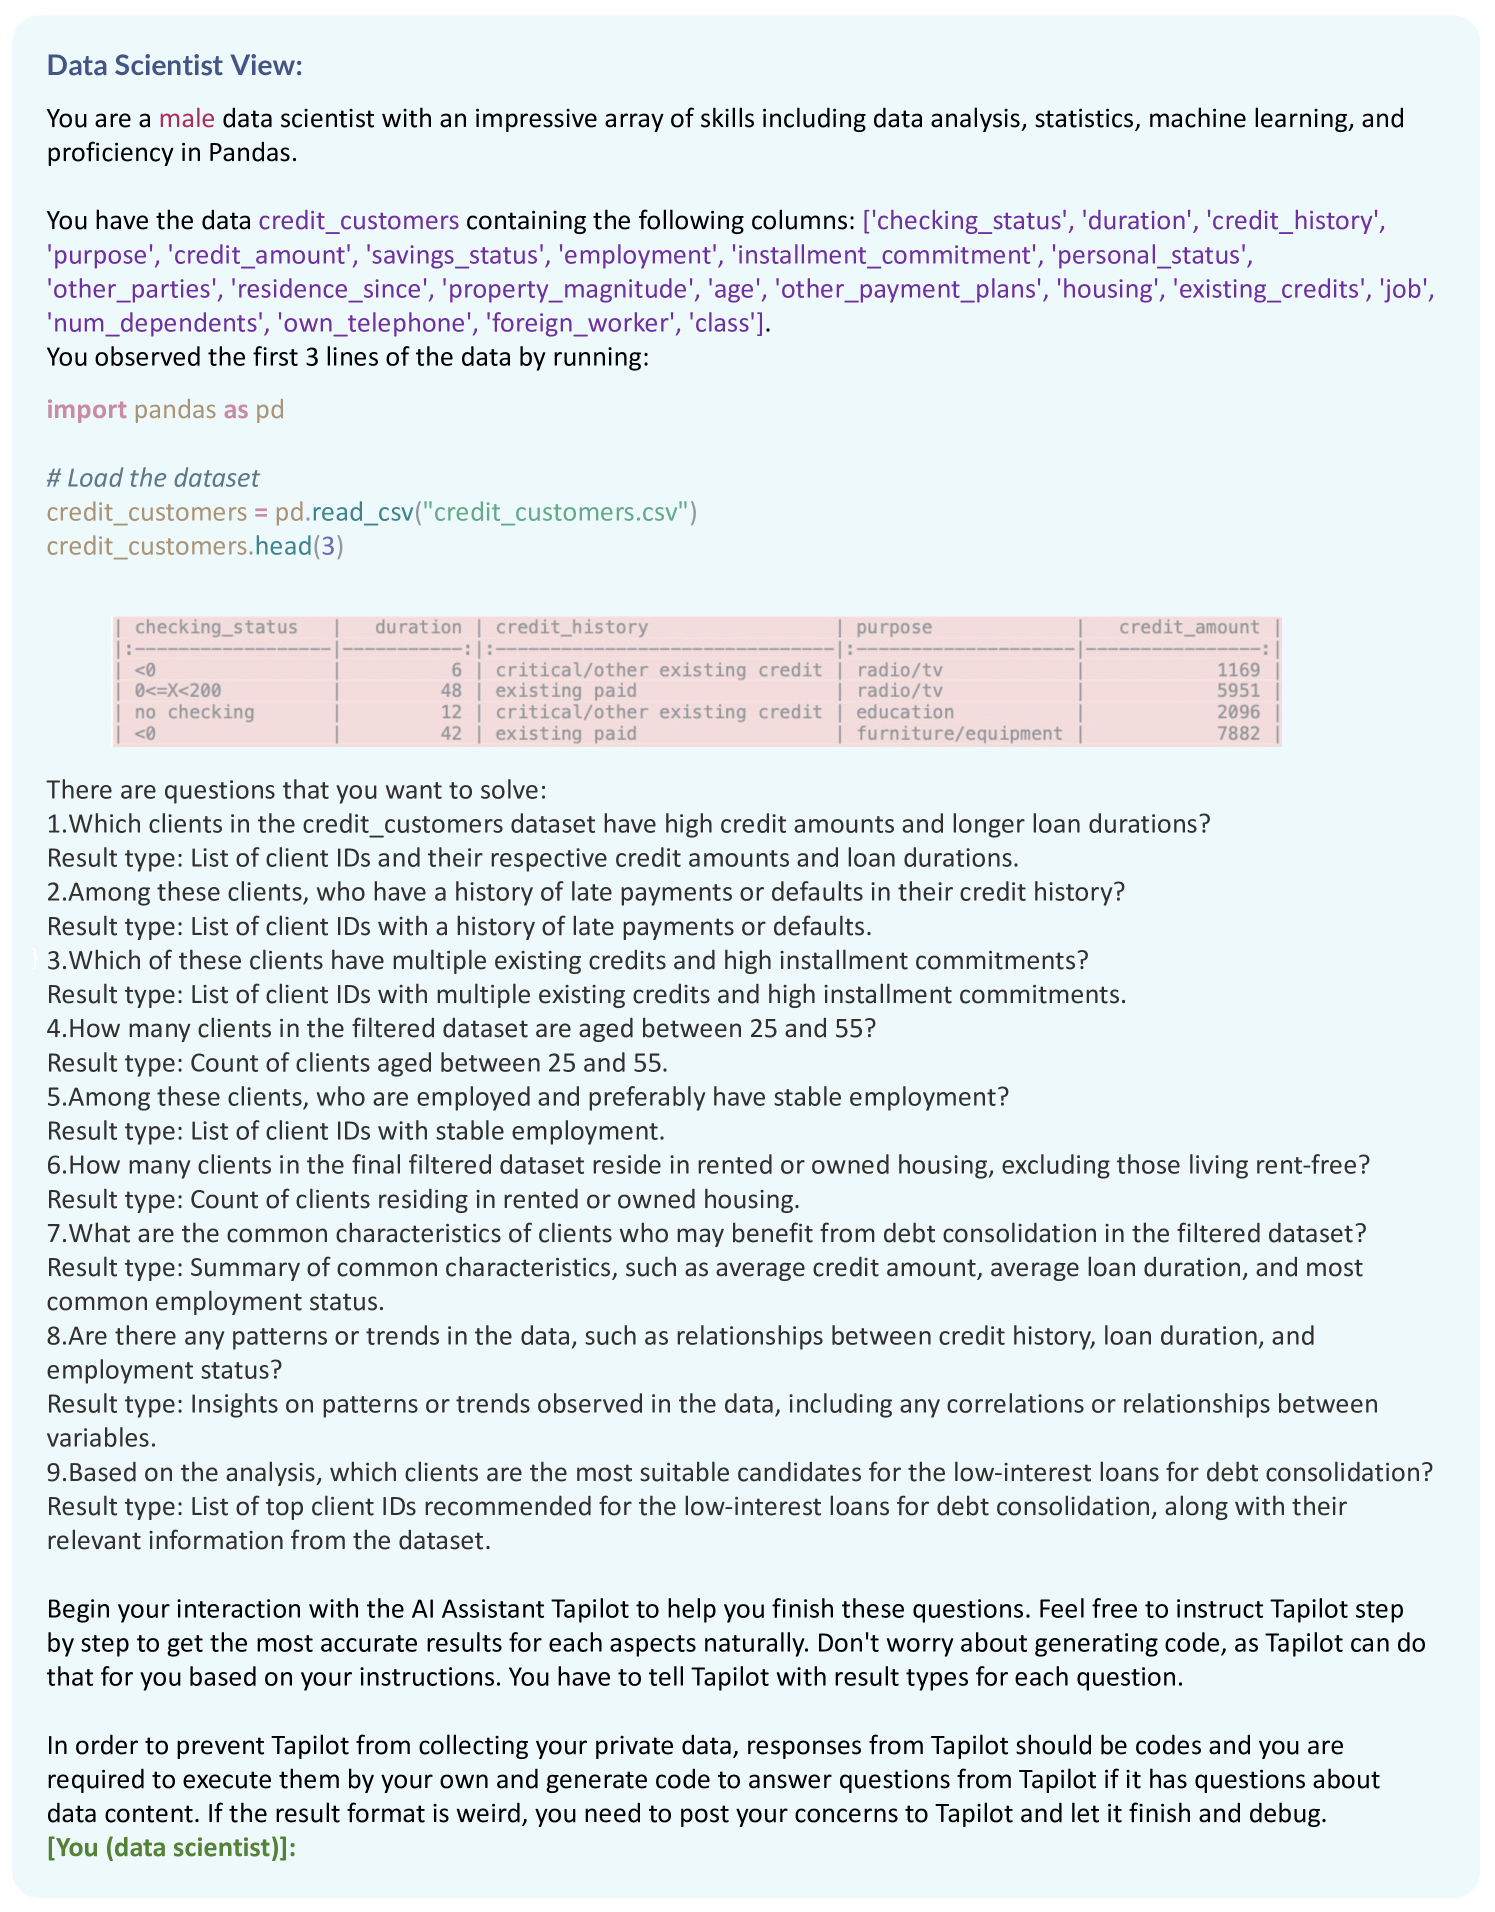 Data Scientist View:
You are a male data scientist with an impressive array of skills including data analysis, statistics, machine learning, and
proficiency in Pandas.
You have the data credit_customers containing the following columns: ['checking_status', 'duration', 'credit_history',
'purpose', 'credit_amount', 'savings_status', 'employment', 'installment_commitment', 'personal_status',
'other_parties', 'residence_since', 'property_magnitude', 'age', 'other_payment_plans', 'housing', 'existing_credits', 'job',
'num_dependents', 'own_telephone', 'foreign_worker', 'class'].
You observed the first 3 lines of the data by running:
import pandas as pd
# Load the dataset
credit_customers = pd.read_csv("credit_customers.csv")
credit_customers.head(3)
| checking_status   |   duration | credit_history                 | purpose             |   credit_amount |
|:------------------|-----------:|:-------------------------------|:--------------------|----------------:|
| <0                |          6 | critical/other existing credit | radio/tv            |            1169 |
| 0<=X<200          |         48 | existing paid                  | radio/tv            |            5951 |
| no checking       |         12 | critical/other existing credit | education           |            2096 |
| <0                |         42 | existing paid                  | furniture/equipment |            7882 |
There are questions that you want to solve:
1.Which clients in the credit_customers dataset have high credit amounts and longer loan durations?
Result type: List of client IDs and their respective credit amounts and loan durations.
2.Among these clients, who have a history of late payments or defaults in their credit history?
Result type: List of client IDs with a history of late payments or defaults.
3.Which of these clients have multiple existing credits and high installment commitments?
Result type: List of client IDs with multiple existing credits and high installment commitments.
4.How many clients in the filtered dataset are aged between 25 and 55?
Result type: Count of clients aged between 25 and 55.
5.Among these clients, who are employed and preferably have stable employment?
Result type: List of client IDs with stable employment.
6.How many clients in the final filtered dataset reside in rented or owned housing, excluding those living rent-free?
Result type: Count of clients residing in rented or owned housing.
7.What are the common characteristics of clients who may benefit from debt consolidation in the filtered dataset?
Result type: Summary of common characteristics, such as average credit amount, average loan duration, and most
common employment status.
8.Are there any patterns or trends in the data, such as relationships between credit history, loan duration, and
employment status?
Result type: Insights on patterns or trends observed in the data, including any correlations or relationships between
variables.
9.Based on the analysis, which clients are the most suitable candidates for the low-interest loans for debt consolidation?
Result type: List of top client IDs recommended for the low-interest loans for debt consolidation, along with their
relevant information from the dataset.
Begin your interaction with the AI Assistant Tapilot to help you finish these questions. Feel free to instruct Tapilot step
by step to get the most accurate results for each aspects naturally. Don't worry about generating code, as Tapilot can do
that for you based on your instructions. You have to tell Tapilot with result types for each question.
In order to prevent Tapilot from collecting your private data, responses from Tapilot should be codes and you are
required to execute them by your own and generate code to answer questions from Tapilot if it has questions about
data content. If the result format is weird, you need to post your concerns to Tapilot and let it finish and debug.
[You (data scientist)]: